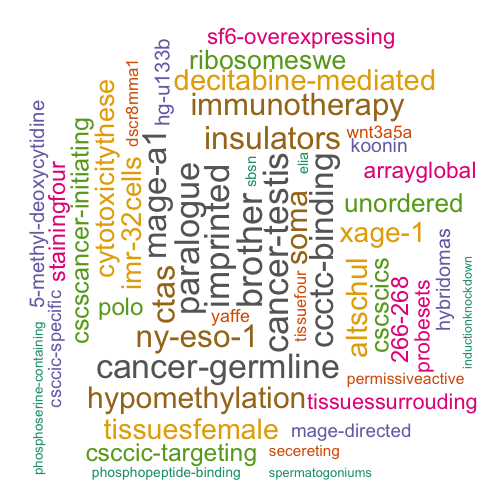 sf6-overexpressing
ribosomeswe
decitabine-mediated
immunotherapy
insulators
wnt3a5a
koonin
arrayglobal
unordered
xage-1
hg-u133b
dscr8mma1
5-methyl-deoxycytidine
stainingfour
cscscancer-initiating
cytotoxicitythese
imr-32cells
mage-a1
paralogue
imprinted
brother
sbsn
cancer-testis
elia
soma
ccctc-binding
tissuefour
ctas
polo
yaffe
ny-eso-1
altschul
cscscics
266-268
probesets
hybridomas
inductionknockdown
cancer-germline
permissiveactive
hypomethylation
tissuessurrouding
tissuesfemale
mage-directed
csccic-targeting
secereting
phosphopeptide-binding
spermatogoniums
csccic-specific
phosphoserine-containing